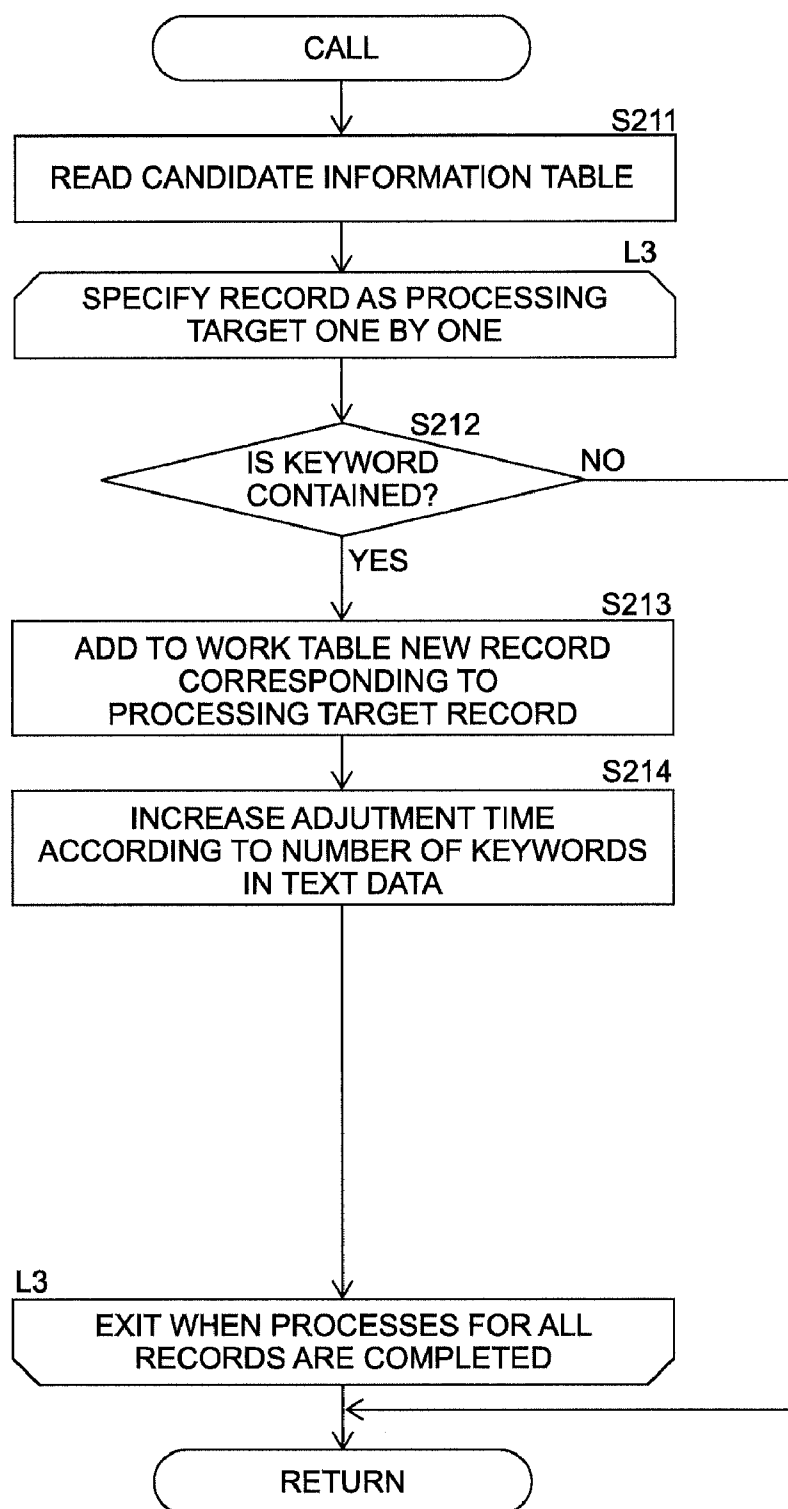 CALL
S211
READ CANDIDATE INFORMATION TABLE
L3
SPECIFY RECORD AS PROCESSING
TARGET ONE BY ONE
S212
IS KEYWORD
CONTAINED?
NO
YES
S213
ADD TO WORK TABLE NEW RECORD
CORRESPONDING TO
PROCESSING TARGET RECORD
S214
INCREASE ADJUTMENT TIME
ACCORDING TO NUMBER OF KEYWORDS
IN TEXT DATA
L3
EXIT WHEN PROCESSES FOR ALL
RECORDS ARE COMPLETED
RETURN